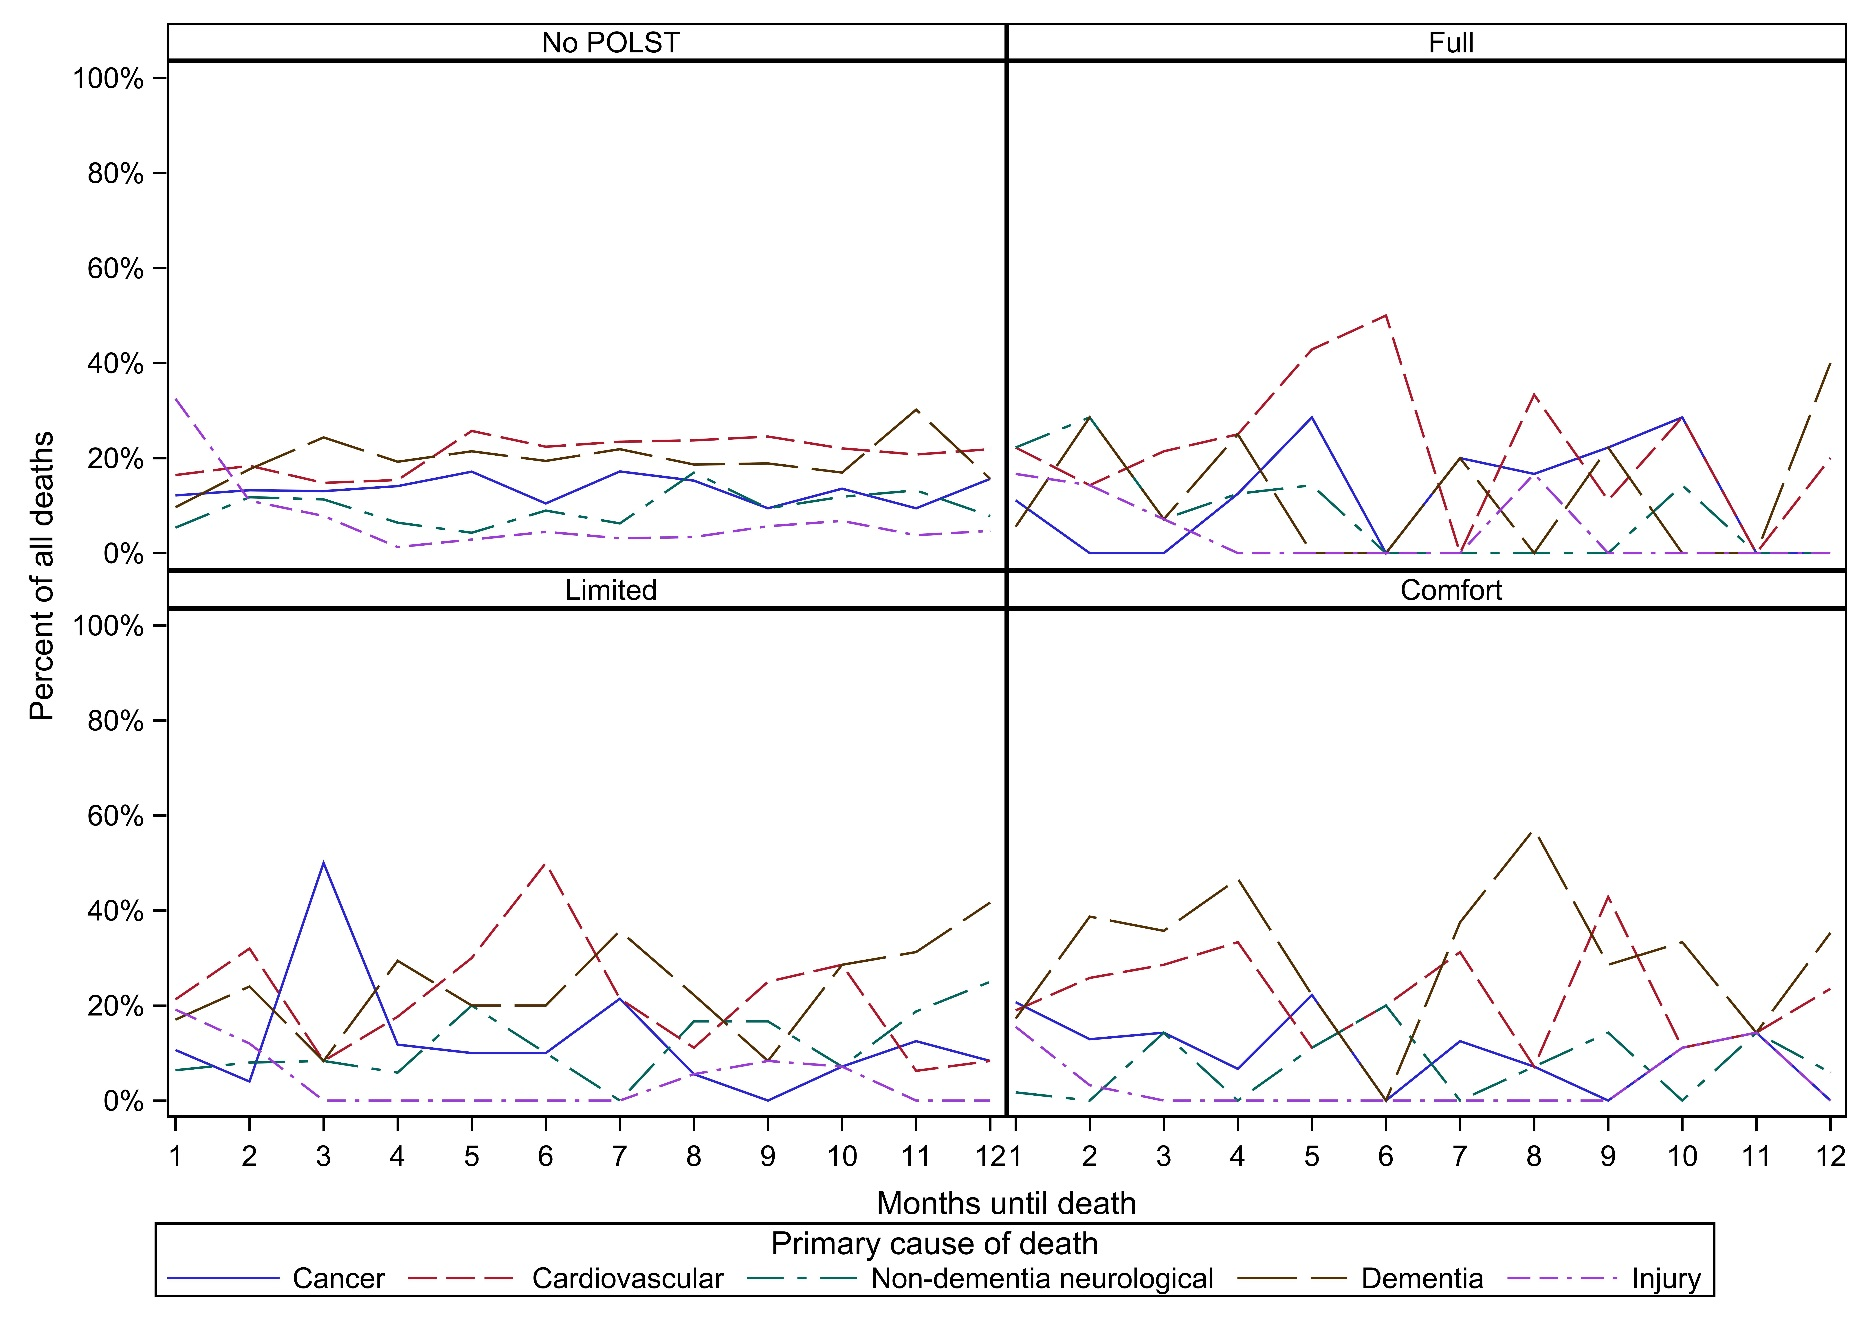 No POLST Full
100%
80%
60%
40%
20%
0%
Percent of all deaths
Limited Comfort
100%
80%
60%
40%
20%
0%
1 2 3 4 5 6 7 8 9 10 11 12 1 2 3 4 5 6 7 8 9 10 11 12
Months until death
Primary cause of death
Cancer Cardiovascular Non-dementia neurological Dementia Injury